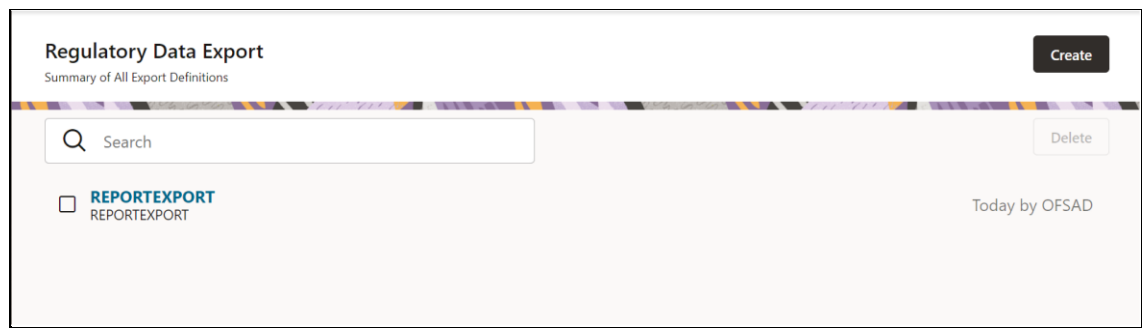 Regulatory Data Export
Create
Summary of All Export Definitions
Search
Delete
REPORTEXPORT
REPORTEXPORT
Today by OFSAD